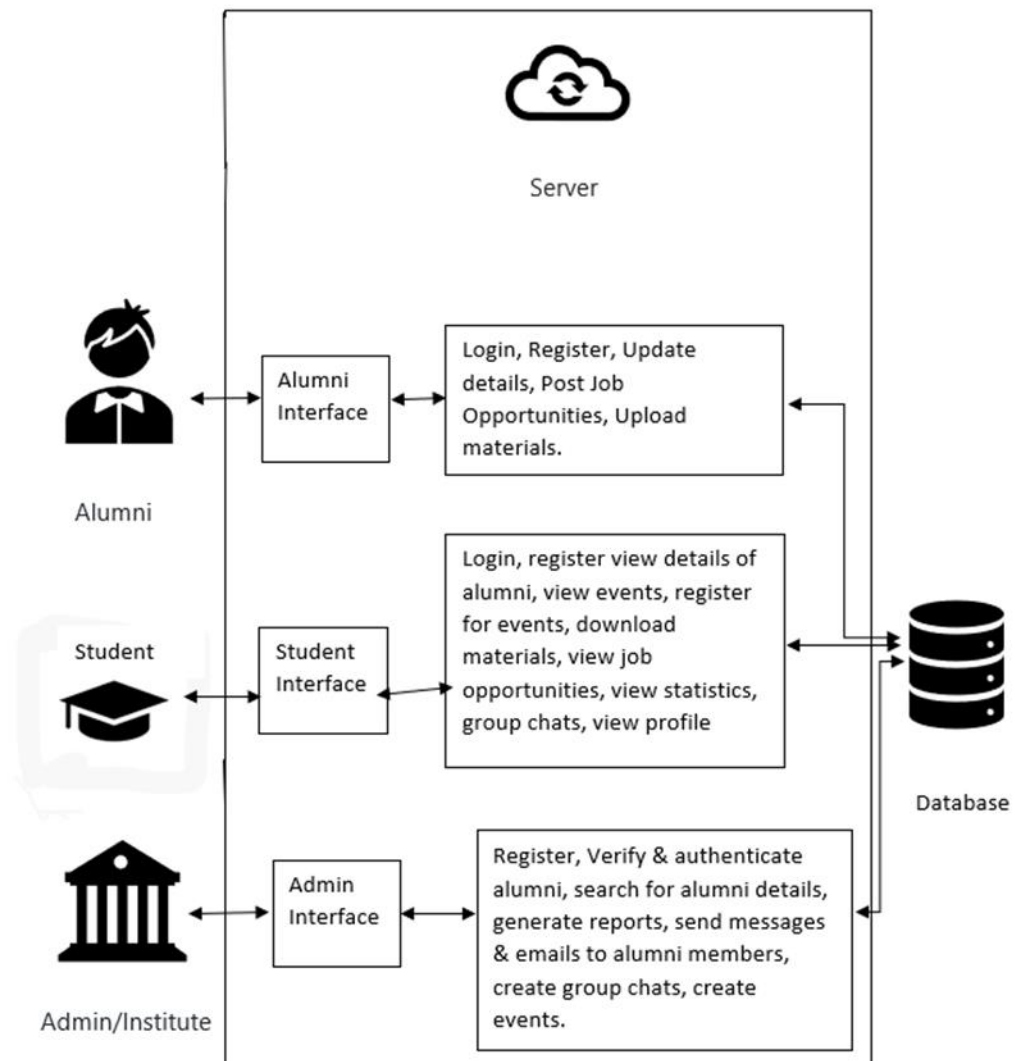 Server
Alumni
Alumni
Interface
Login, Register, Update
details, Post Job
Opportunities, Upload
materials.
Student
Student
Interface
Login, register view details of
alumni, view events, register
for events, download
materials, view job
opportunities, view statistics,
group chats, view profile
Database
Admin/Institute
Admin
Interface
Register, Verify & authenticate
alumni, search for alumni details,
generate reports, send messages
& emails to alumni members,
create group chats, create
events.